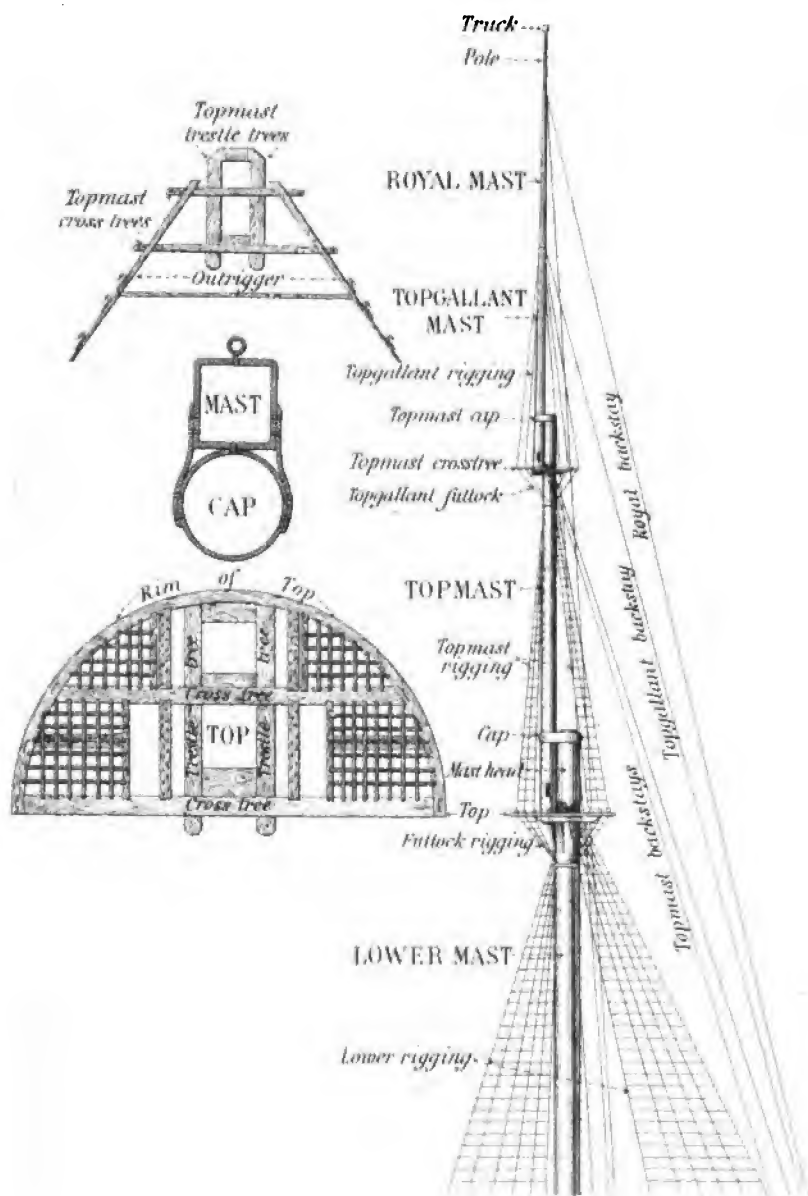 Truck
Pole
ROYAL MAST
TOPGALLANT
MAST
Topgallant rigging
Topmast cap
Topmast crosstree
Topgallant futtock
TOPMAST
Topmast
rigging
Cap
Mast head
Top
Futtock rigging
LOWER MAST
Lower rigging
Royal backstay
Topgallant backstay
Topmast backstays
Topmast
trestle trees
Topmast
cross trees
Outrigger
MAST
CAP
Rim of Top
tree
tree
Cross tree
TOP
Trestle
Trestle
Cross tree